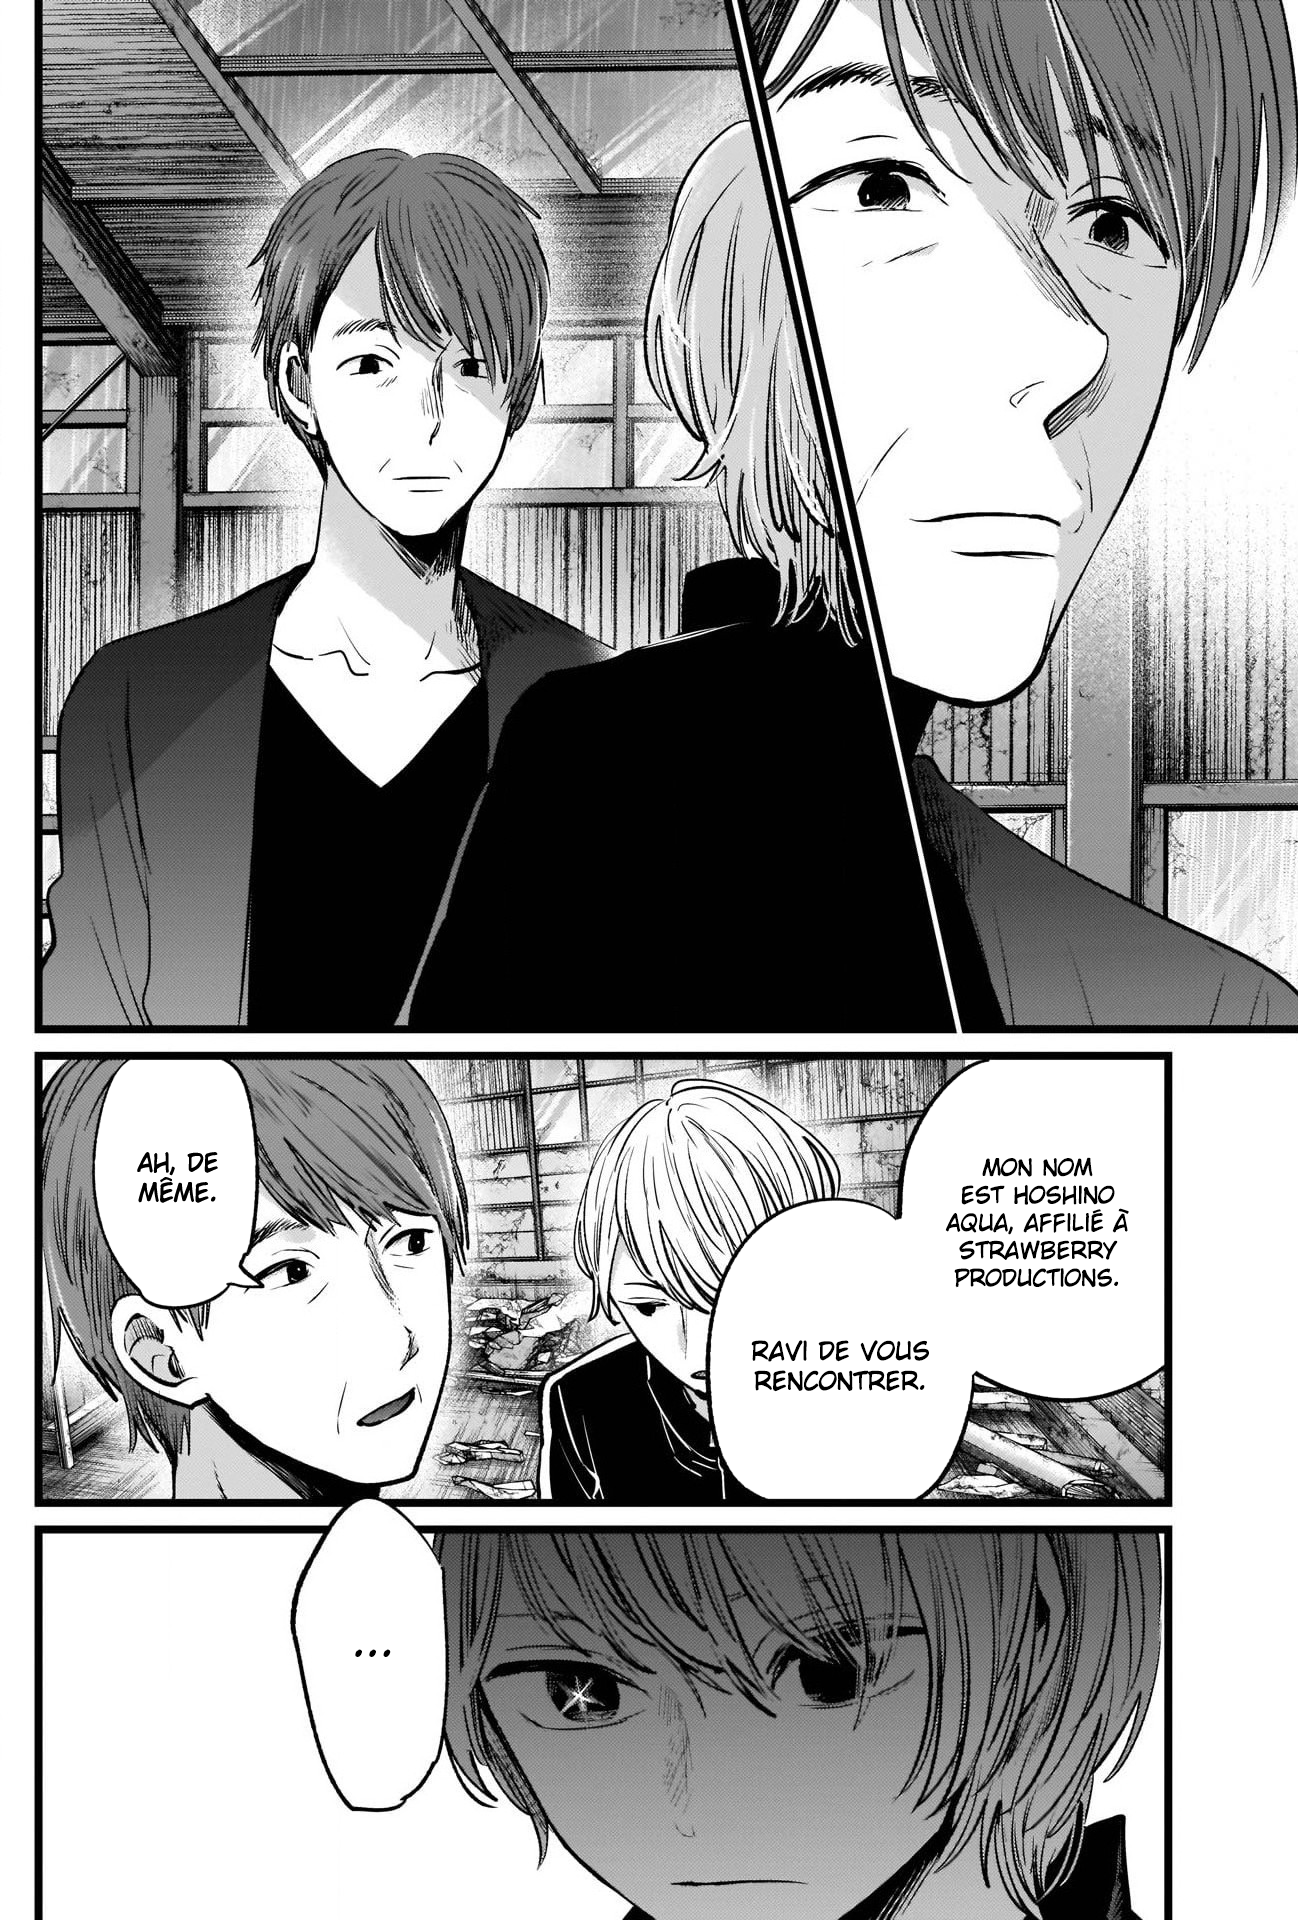 MON NOM
EST HOSHINO
AQUA, AFFILIÉ À
STRAWBERRY
PRODUCTIONS.
RAVI DE VOUS
RENCONTRER.
AH, DE
MÊME.
...